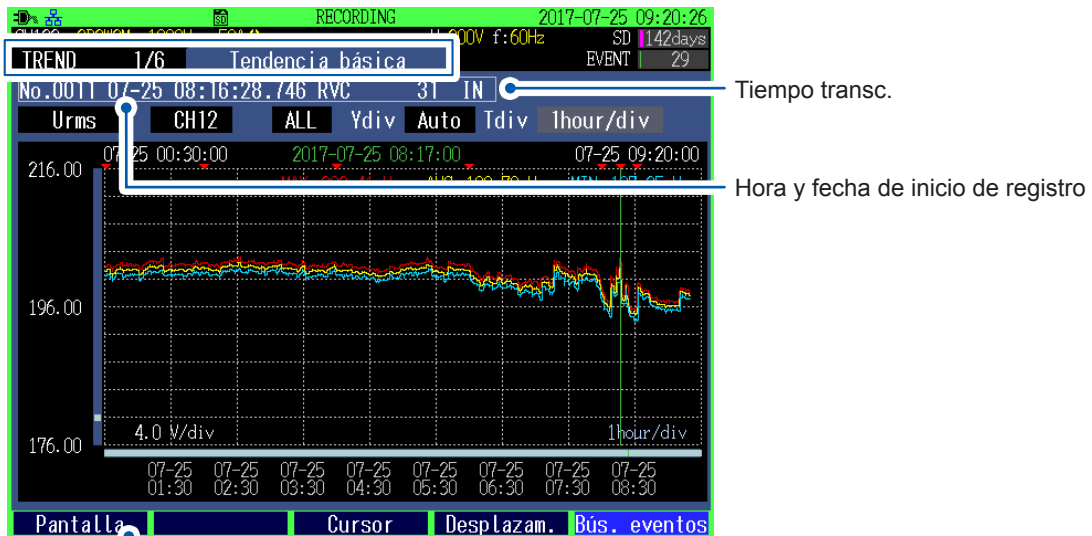 SD RECORDING 2017-07-25 09:20:26
f:60Hz SD 142days
TREND 1/6 Tendencia básica EVENT 29
No.0011 07-25 08:16:28.746 RVC 31 IN
Tiempo transc.
Urms CH12 ALL Ydiv Auto Tdiv 1hour/div
07-25 00:30:00 2017-07-25 08:17:00 07-25 09:20:00
216.00
Hora y fecha de inicio de registro
196.00
4.0 V/div 1hour/div
176.00
07-25 07-25 07-25 07-25 07-25 07-25 07-25 07-25
01:30 02:30 03:30 04:30 05:30 06:30 07:30 08:30
Pantalla Cursor Desplazam. Bús. eventos